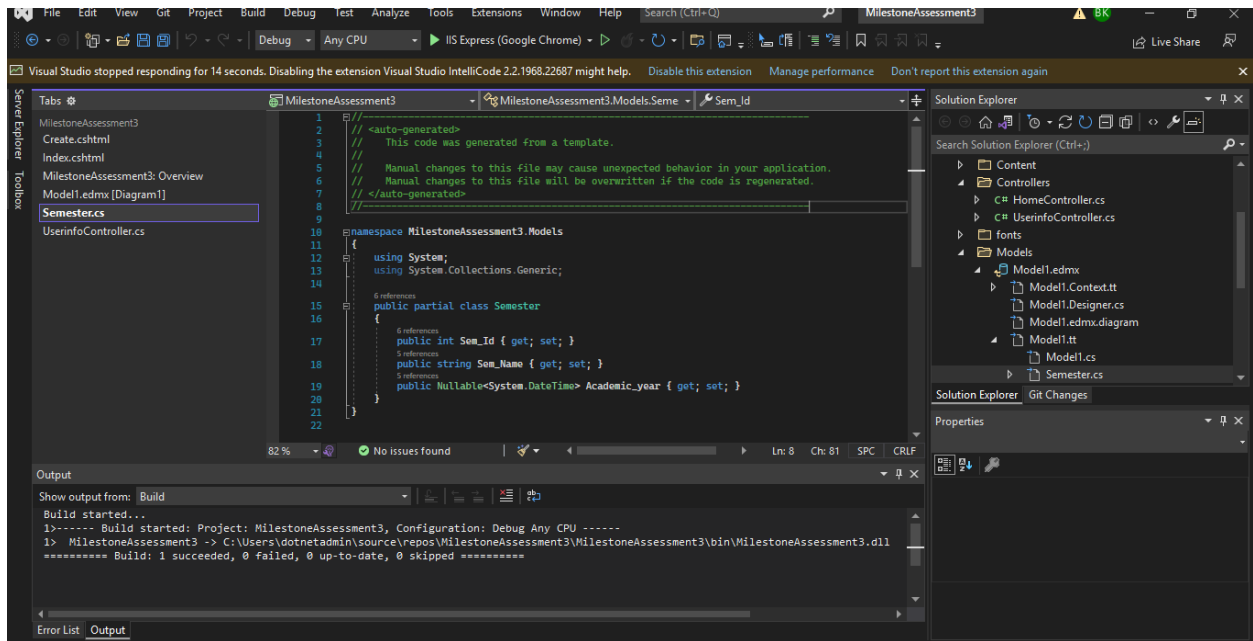 File Edit View Git Project Build Debug Test Analyze Tools Extensions Window Help Search (Ctrl+Q) MilestoneAssessment3 BK
Debug Any CPU IIS Express (Google Chrome) Live Share
Visual Studio stopped responding for 14 seconds. Disabling the extension Visual Studio IntelliCode 2.2.1968.22687 might help. Disable this extension Manage performance Don't report this extension again
Server Explorer
Toolbox
Tabs
MilestoneAssessment3
Create.cshtml
Index.cshtml
MilestoneAssessment3: Overview
Model1.edmx [Diagram1]
Semester.cs
UserinfoController.cs
MilestoneAssessment3 MilestoneAssessment3.Models.Seme Sem_Id
1 //------------------------------------------------------------------------------
2 // <auto-generated>
3 //     This code was generated from a template.
4 //
5 //     Manual changes to this file may cause unexpected behavior in your application.
6 //     Manual changes to this file will be overwritten if the code is regenerated.
7 // </auto-generated>
8 //------------------------------------------------------------------------------
9
10 namespace MilestoneAssessment3.Models
11 {
12     using System;
13     using System.Collections.Generic;
14
6 references
15     public partial class Semester
16     {
6 references
17         public int Sem_Id { get; set; }
5 references
18         public string Sem_Name { get; set; }
5 references
19         public Nullable<System.DateTime> Academic_year { get; set; }
20     }
21 }
22
82 % No issues found Ln: 8 Ch: 81 SPC CRLF
Output
Show output from: Build
Build started...
1>------ Build started: Project: MilestoneAssessment3, Configuration: Debug Any CPU ------
1>  MilestoneAssessment3 -> C:\Users\dotnetadmin\source\repos\MilestoneAssessment3\MilestoneAssessment3\bin\MilestoneAssessment3.dll
========== Build: 1 succeeded, 0 failed, 0 up-to-date, 0 skipped ==========
Error List Output
Solution Explorer
Search Solution Explorer (Ctrl+;)
Content
Controllers
C# HomeController.cs
C# UserinfoController.cs
fonts
Models
Model1.edmx
Model1.Context.tt
Model1.Designer.cs
Model1.edmx.diagram
Model1.tt
Model1.cs
Semester.cs
Solution Explorer Git Changes
Properties